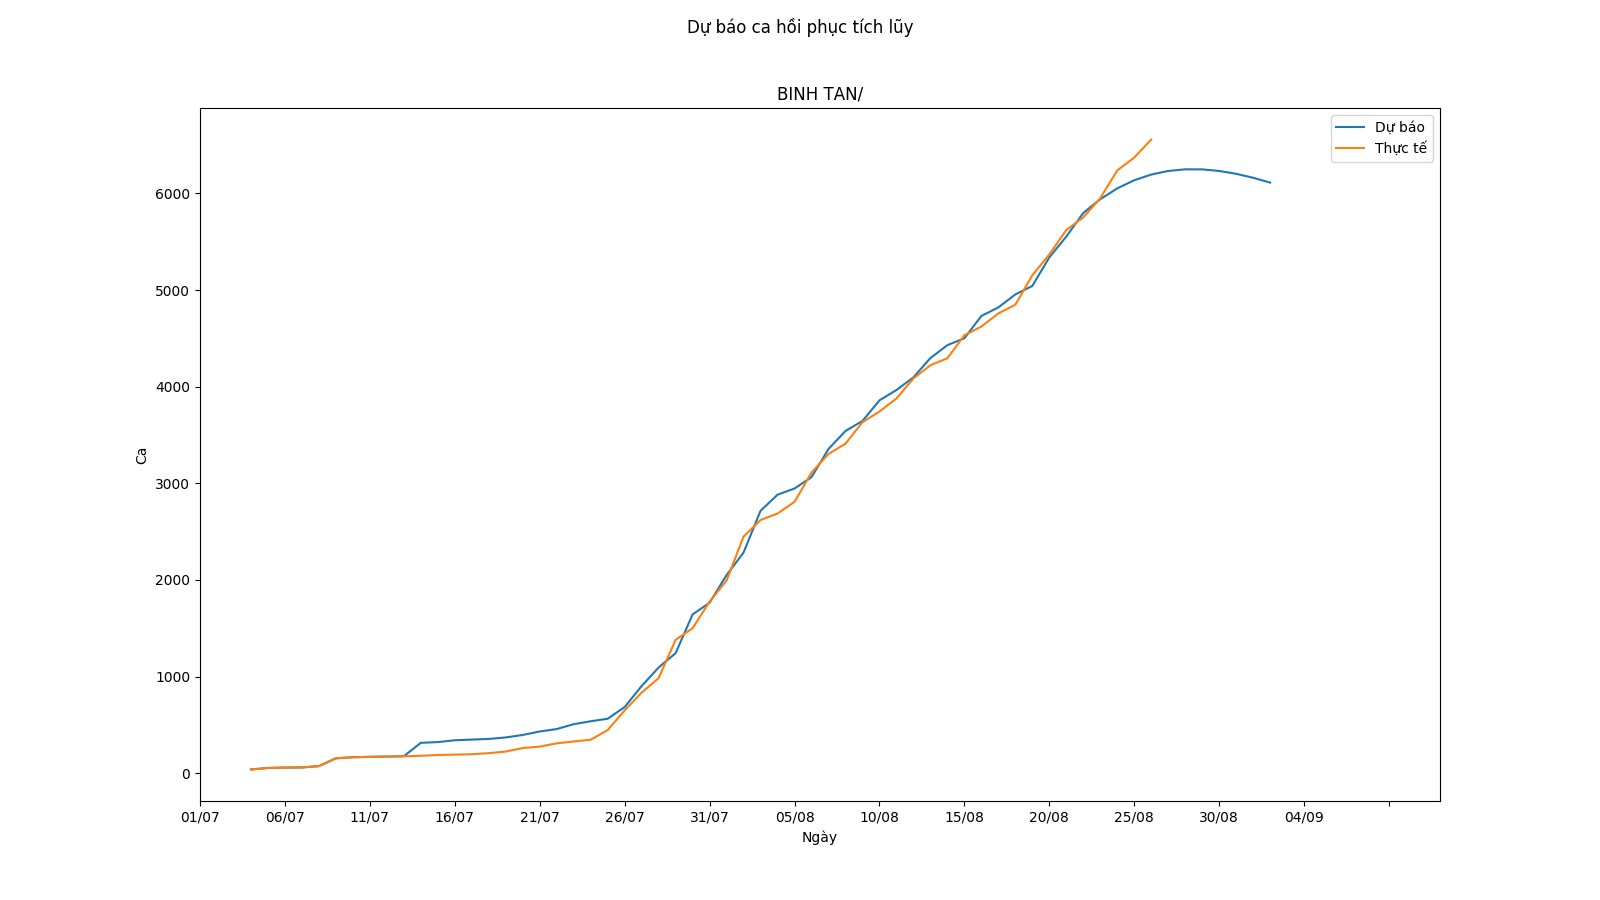 Dự báo ca hồi phục tích lũy
BINH TAN/
Dự báo
Thực tế
6000
5000
4000
3000
2000
1000
0
Ca
01/07 06/07 11/07 16/07 21/07 26/07 31/07 05/08 10/08 15/08 20/08 25/08 30/08 04/09
Ngày